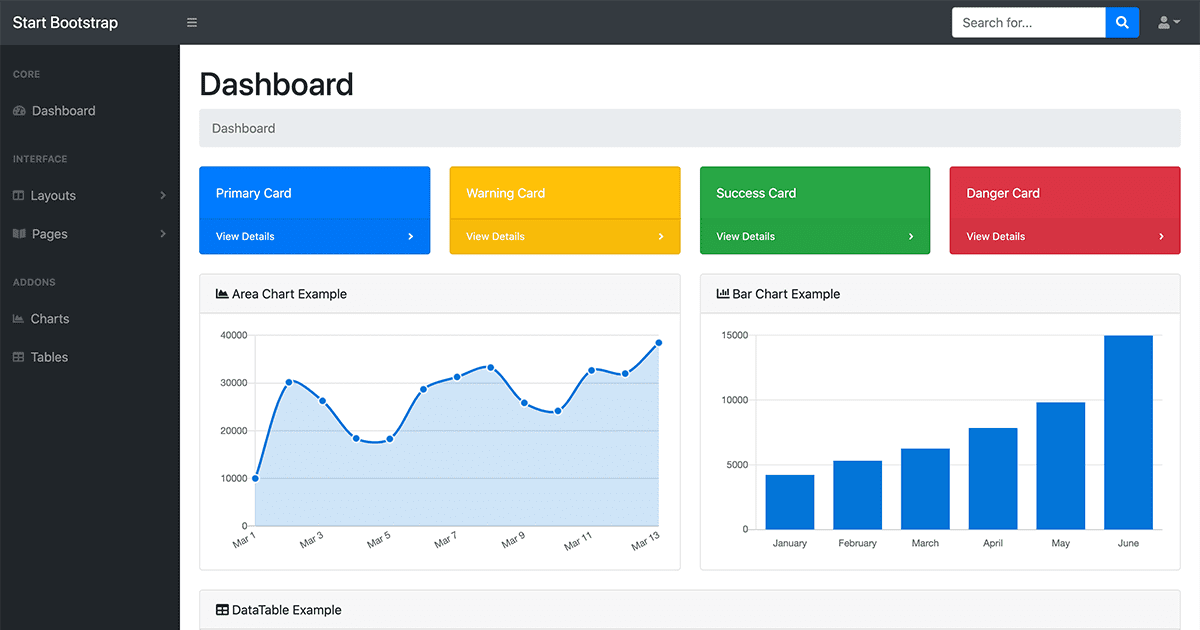 Start Bootstrap
Search for...
CORE
Dashboard
INTERFACE
Layouts
Pages
ADDONS
Charts
Tables
Dashboard
Dashboard
Primary Card
View Details
Warning Card
View Details
Success Card
View Details
Danger Card
View Details
Area Chart Example
40000
30000
20000
10000
0
Mar 1 Mar 3 Mar 5 Mar 7 Mar 9 Mar 11 Mar 13
Bar Chart Example
15000
10000
5000
0
January February March April May June
DataTable Example